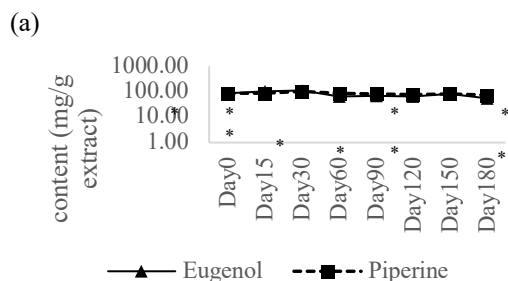 (a)
content (mg/g
extract)
1000.00
100.00
10.00
1.00
* * * *
*
* * *
*
Day0
Day15
Day30
Day60
Day90
Day120
Day150
Day180
Eugenol
Piperine